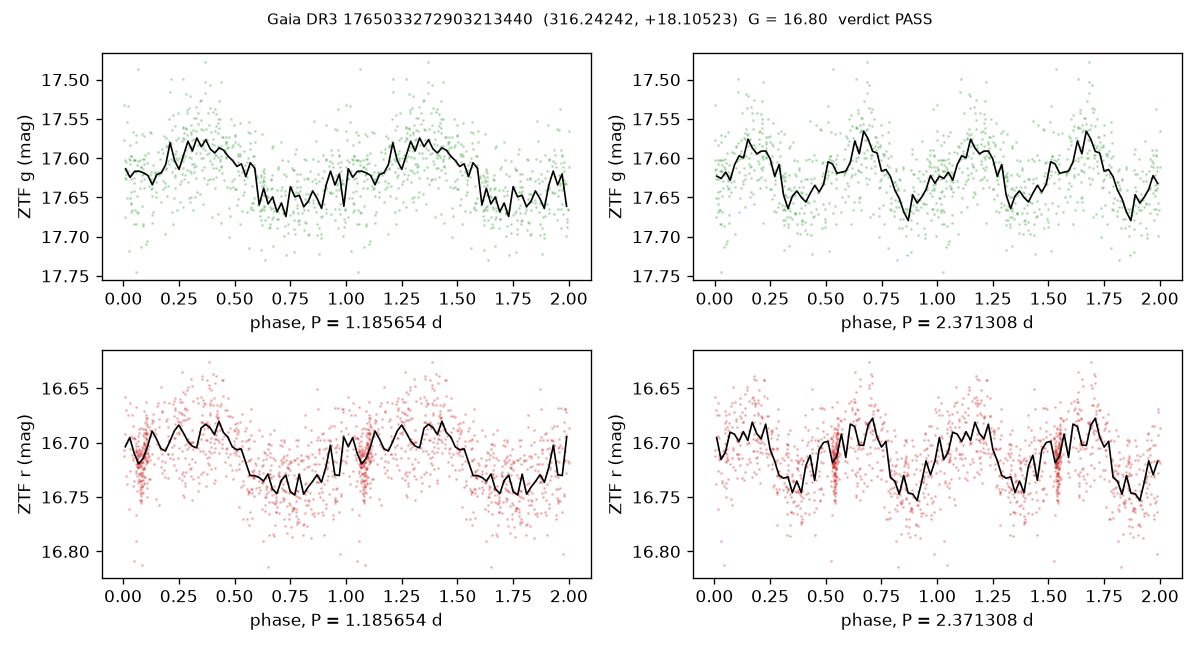 Gaia DR3 1765033272903213440  (316.24242, +18.10523)  G = 16.80  verdict PASS
ZTF g (mag)
17.50
17.55
17.60
17.65
17.70
17.75
0.00 0.25 0.50 0.75 1.00 1.25 1.50 1.75 2.00
phase, P = 1.185654 d
ZTF g (mag)
17.50
17.55
17.60
17.65
17.70
17.75
0.00 0.25 0.50 0.75 1.00 1.25 1.50 1.75 2.00
phase, P = 2.371308 d
ZTF r (mag)
16.65
16.70
16.75
16.80
0.00 0.25 0.50 0.75 1.00 1.25 1.50 1.75 2.00
phase, P = 1.185654 d
ZTF r (mag)
16.65
16.70
16.75
16.80
0.00 0.25 0.50 0.75 1.00 1.25 1.50 1.75 2.00
phase, P = 2.371308 d